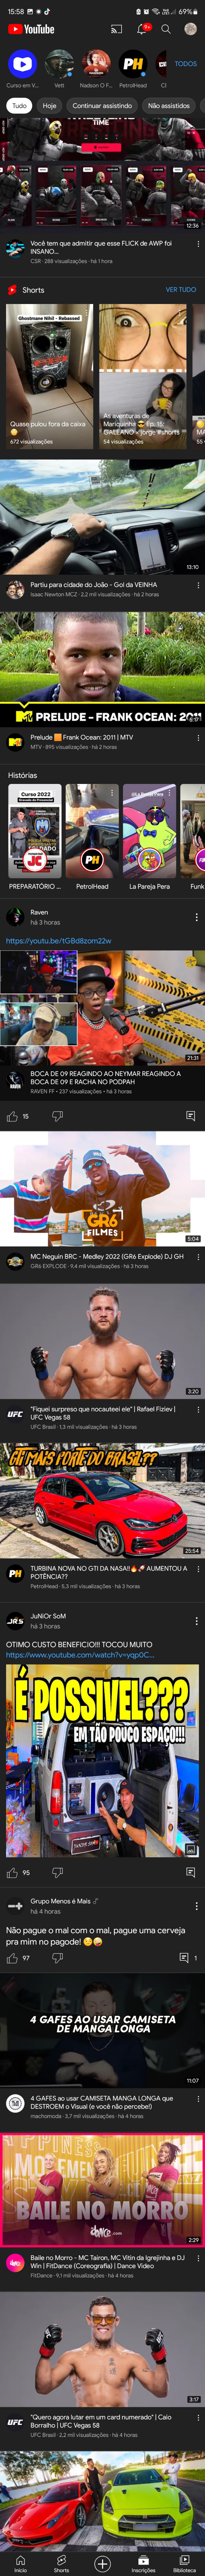 15:58
69%
YouTube
9+
Curso em V...
Vett
Nadson O F...
PetrolHead
TODOS
Tudo
Hoje
Continuar assistindo
Não assistidos
TIME
12:36
Você tem que admitir que esse FLICK de AWP foi
INSANO...
288 visualizações · há 1 hora
Shorts
VER TUDO
Ghostmane Nihil - Rebassed
Quase pulou fora da caixa
672 visualizações
As aventuras de
Mariquinha 😎 Ep. 15:
54 visualizações
13:10
Partiu para cidade do João - Gol da VEINHA
Isaac Newton MCZ · 2,2 mil visualizações · há 2 horas
PRELUDE - FRANK OCEAN: 2011
Prelude 🟧 Frank Ocean: 2011 | MTV
MTV · 895 visualizações · há 2 horas
Histórias
Curso 2022
SOLDADO
JC
PH
PREPARATÓRIO ...
PetrolHead
La Pareja Pera
Funk
Raven
há 3 horas
https://youtu.be/tGBd8zom22w
21:31
BOCA DE 09 REAGINDO AO NEYMAR REAGINDO A
BOCA DE 09 E RACHA NO PODPAH
RAVEN FF · 237 visualizações · há 3 horas
15
GR6
FILMES
5:04
MC Neguin BRC - Medley 2022 (GR6 Explode) DJ GH
GR6 EXPLODE · 9,4 mil visualizações · há 3 horas
3:20
UFC
"Fiquei surpreso que nocauteei ele" | Rafael Fiziev |
UFC Vegas 58
UFC Brasil · 1,3 mil visualizações · há 3 horas
GTI MAIS FORTE DO BRASIL??
25:54
PH
TURBINA NOVA NO GTI DA NASA!!🔥🚀 AUMENTOU A
POTÊNCIA??
PetrolHead · 5,3 mil visualizações · há 3 horas
JRS
JuNiOr SoM
há 3 horas
OTIMO CUSTO BENEFICIO!!! TOCOU MUITO
https://www.youtube.com/watch?v=yqp0C...
É POSSIVEL???
EM TÃO POUCO ESPAÇO!!!
95
Grupo Menos é Mais 🎵
há 4 horas
Não pague o mal com o mal, pague uma cerveja
pra mim no pagode! 😏🤪
97
1
4 GAFES AO USAR CAMISETA
DE MANGA LONGA
11:07
4 GAFES ao usar CAMISETA MANGA LONGA que
DESTROEM o Visual (e você não percebe!)
machomoda · 3,7 mil visualizações · há 4 horas
BAILE NO MORRO
dance.com
2:29
Baile no Morro - MC Tairon, MC Vitin da Igrejinha e DJ
Win | FitDance (Coreografia) | Dance Video
FitDance · 9,1 mil visualizações · há 4 horas
3:17
UFC
"Quero agora lutar em um card numerado" | Caio
Borralho | UFC Vegas 58
UFC Brasil · 2,2 mil visualizações · há 4 horas
Início
Shorts
Inscrições
Biblioteca